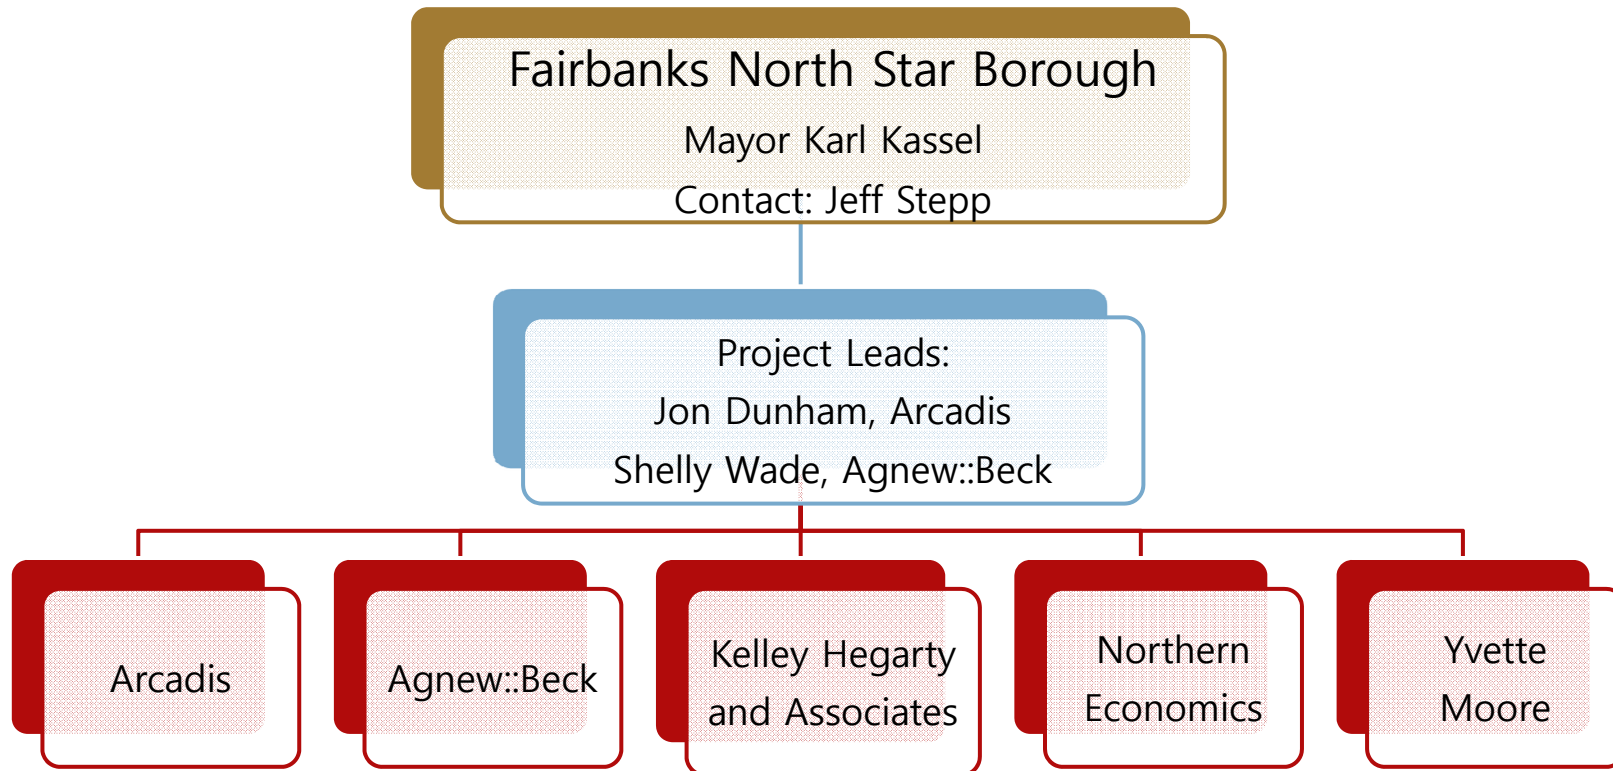 Fairbanks North Star Borough
Mayor Karl Kassel
Contact: Jeff Stepp
Project Leads:
Jon Dunham, Arcadis
Shelly Wade, Agnew::Beck
Arcadis
Agnew::Beck
Kelley Hegarty
and Associates
Northern
Economics
Yvette
Moore